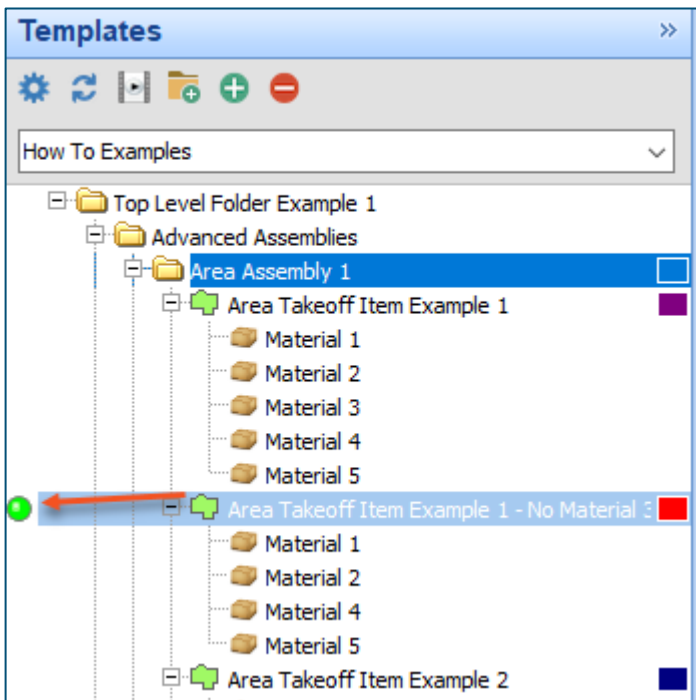 Templates
How To Examples
Top Level Folder Example 1
Advanced Assemblies
Area Assembly 1
Area Takeoff Item Example 1
Material 1
Material 2
Material 3
Material 4
Material 5
Area Takeoff Item Example 1 - No Material 3
Material 1
Material 2
Material 4
Material 5
Area Takeoff Item Example 2